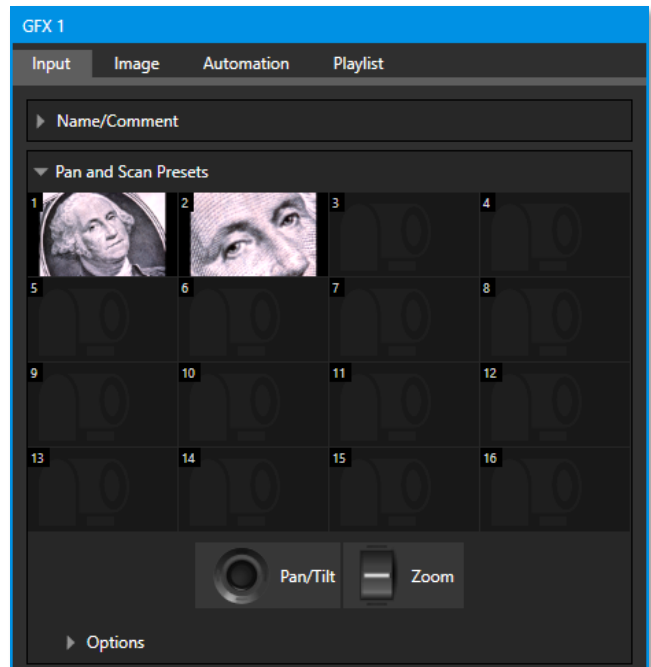 GFX 1
Input Image Automation Playlist
Name/Comment
Pan and Scan Presets
1 2 3 4
5 6 7 8
9 10 11 12
13 14 15 16
Pan/Tilt Zoom
Options